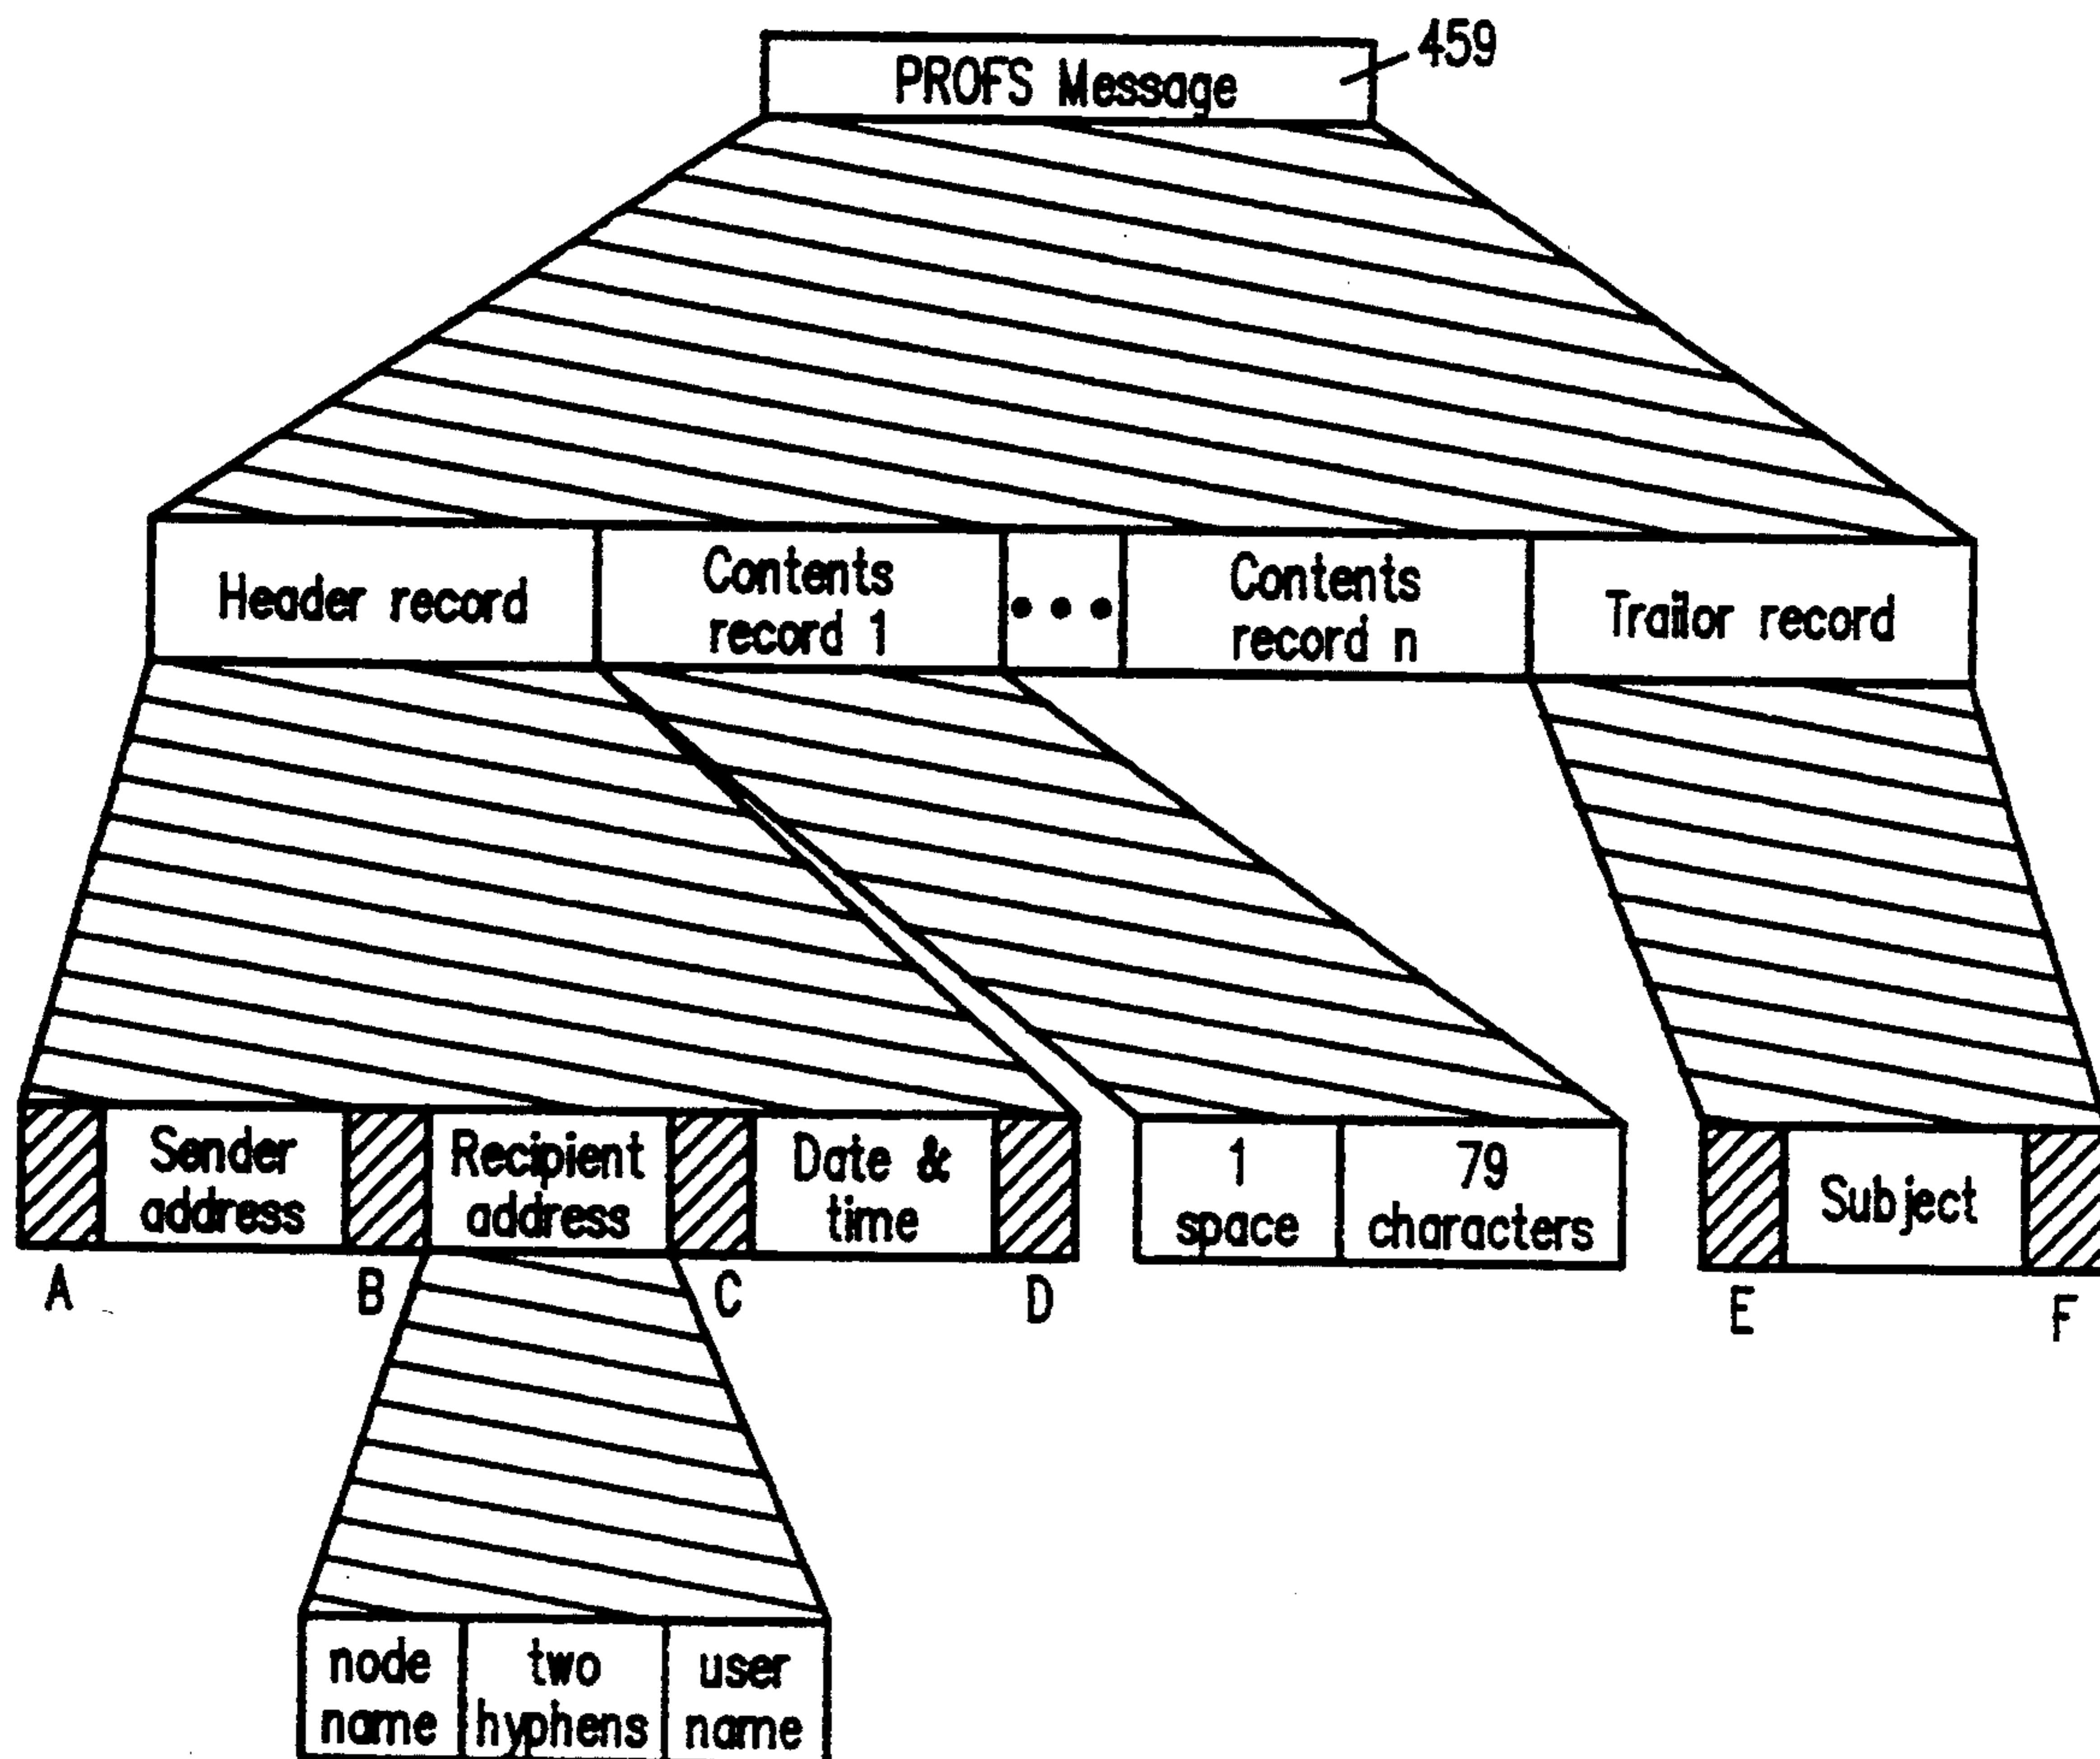 459
PROFS Message
Header record
Contents
record 1
• • •
Contents
record n
Trailor record
Sender
address
Recipient
address
Date &
time
1
space
79
characters
Subject
A
B
C
D
E
F
node
name
two
hyphens
user
name